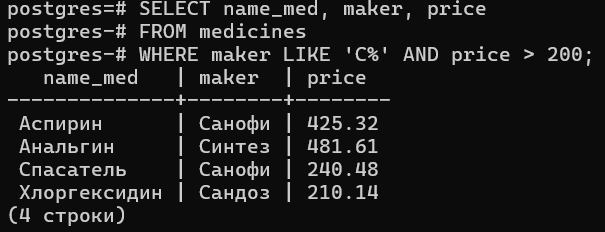 postgres=# SELECT name_med, maker, price
postgres-# FROM medicines
postgres-# WHERE maker LIKE 'С%' AND price > 200;
   name_med   | maker  | price
--------------+--------+--------
 Аспирин      | Санофи | 425.32
 Анальгин     | Синтез | 481.61
 Спасатель    | Санофи | 240.48
 Хлоргексидин | Сандоз | 210.14
(4 строки)